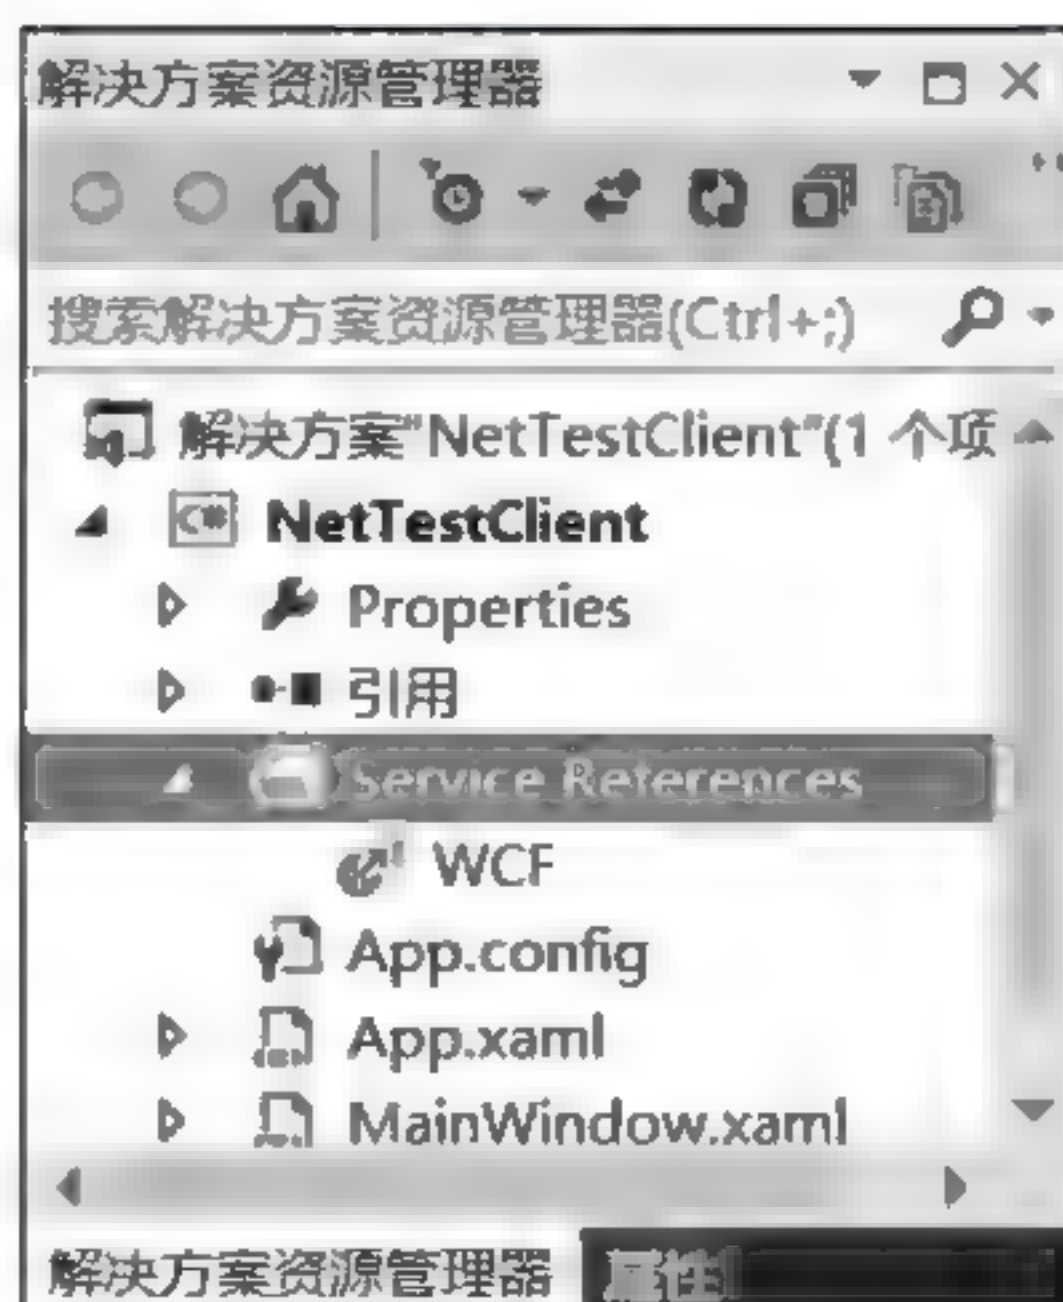 解决方案资源管理器
搜索解决方案资源管理器(Ctrl+;)
解决方案"NetTestClient"(1 个项
C# NetTestClient
Properties
引用
Service References
WCF
App.config
App.xaml
MainWindow.xaml
解决方案资源管理器 属性